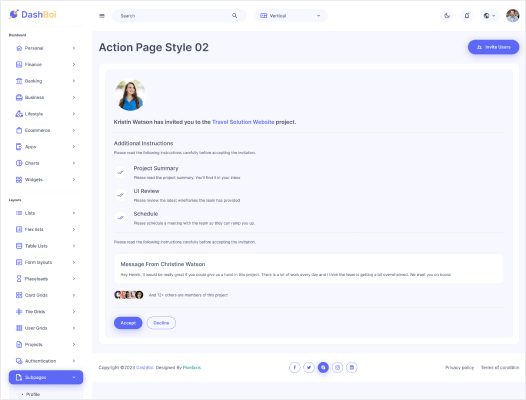 DashBoi
Search
Vertical
Dashboard
Personal
Finance
Banking
Business
Lifestyle
Ecommerce
Apps
Charts
Widgets
Layouts
Lists
Flex lists
Table Lists
Form layouts
Placeloads
Card Grids
Tile Grids
User Grids
Projects
Authentication
Subpages
Profile
Action Page Style 02
Invite Users
Kristin Watson has invited you to the Travel Solution Website project.
Additional Instructions
Please read the following instructions carefully before accepting the invitation.
Project Summary
Please read the project summary. You'll find it in your inbox
UI Review
Please review the latest wireframes the team has provided
Schedule
Please schedule a meeting with the team so they can ramp you up.
Please read the following instructions carefully before accepting the invitation.
Message From Christine Watson
Hey Henrik. It would be really great if you could give us a hand in this project. There is a lot of work every day and I think the team is getting a bit overwhelmed. We need you on board.
And 12+ others are members of this project
Accept
Decline
Copyright ©2023 DashBoi. Designed By Pixelaxis
Privacy policy
Terms of condition